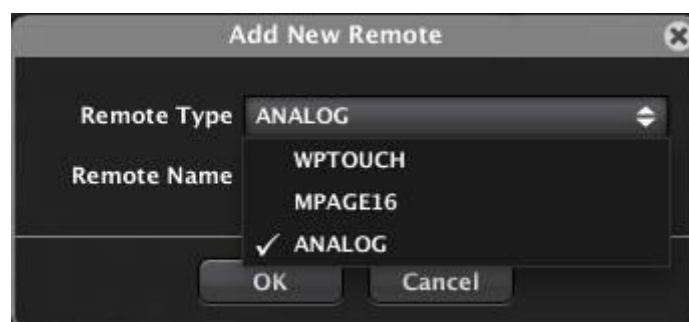 Add New Remote
Remote Type ANALOG
WPTOUCH
Remote Name
MPAGE16
✓ ANALOG
OK Cancel